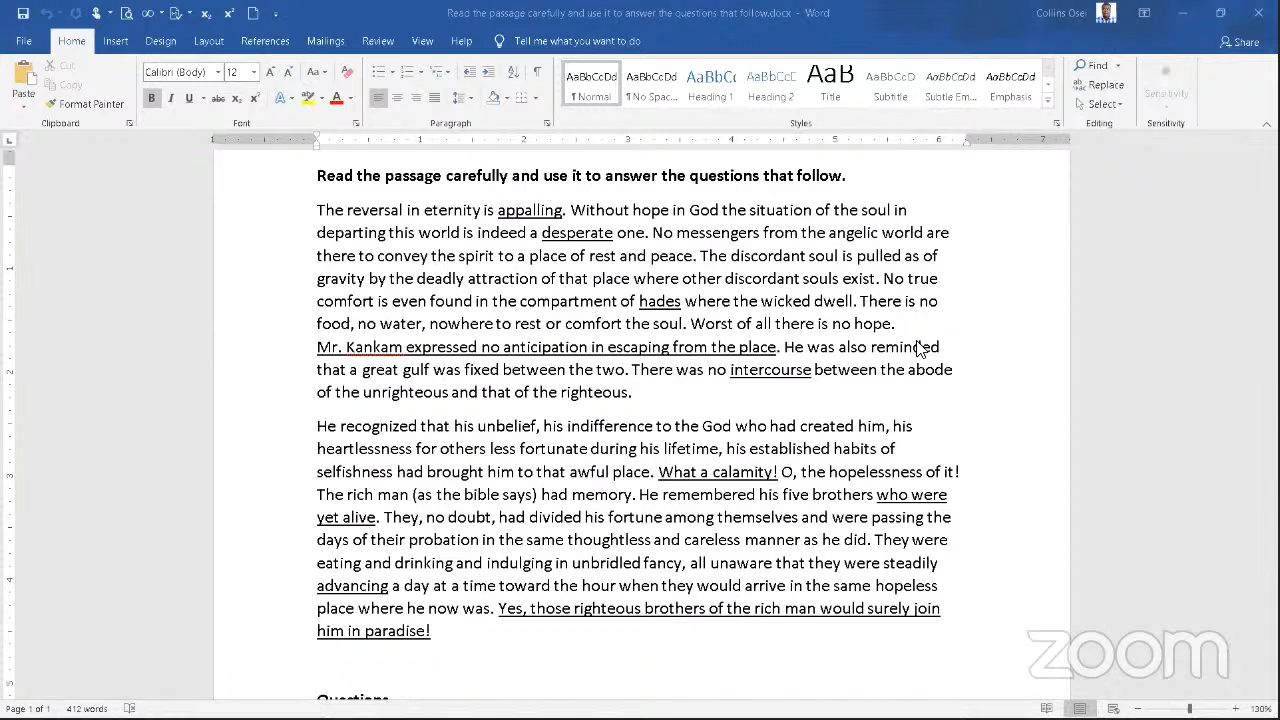 Read the passage carefully and use it to answer the questions that follow.docx - Word
Collins Osei
File Home Insert Design Layout References Mailings Review View Help Tell me what you want to do Share
Paste Cut Copy Format Painter Clipboard
Calibri (Body) 12 Font
Paragraph
AaBbCcDd AaBbCcDd AaBbCc AaBbCcD AaB AaBbCcD AaBbCcDd AaBbCcDd
¶ Normal ¶ No Spac... Heading 1 Heading 2 Title Subtitle Subtle Em... Emphasis
Styles
Find Replace Select Editing
Sensitivity Sensitivity
1 1 2 3 4 5 6 7
Read the passage carefully and use it to answer the questions that follow.
The reversal in eternity is appalling. Without hope in God the situation of the soul in
departing this world is indeed a desperate one. No messengers from the angelic world are
there to convey the spirit to a place of rest and peace. The discordant soul is pulled as of
gravity by the deadly attraction of that place where other discordant souls exist. No true
comfort is even found in the compartment of hades where the wicked dwell. There is no
food, no water, nowhere to rest or comfort the soul. Worst of all there is no hope.
Mr. Kankam expressed no anticipation in escaping from the place. He was also reminded
that a great gulf was fixed between the two. There was no intercourse between the abode
of the unrighteous and that of the righteous.
He recognized that his unbelief, his indifference to the God who had created him, his
heartlessness for others less fortunate during his lifetime, his established habits of
selfishness had brought him to that awful place. What a calamity! O, the hopelessness of it!
The rich man (as the bible says) had memory. He remembered his five brothers who were
yet alive. They, no doubt, had divided his fortune among themselves and were passing the
days of their probation in the same thoughtless and careless manner as he did. They were
eating and drinking and indulging in unbridled fancy, all unaware that they were steadily
advancing a day at a time toward the hour when they would arrive in the same hopeless
place where he now was. Yes, those righteous brothers of the rich man would surely join
him in paradise!
Questions
zoom
Page 1 of 1 412 words 130%